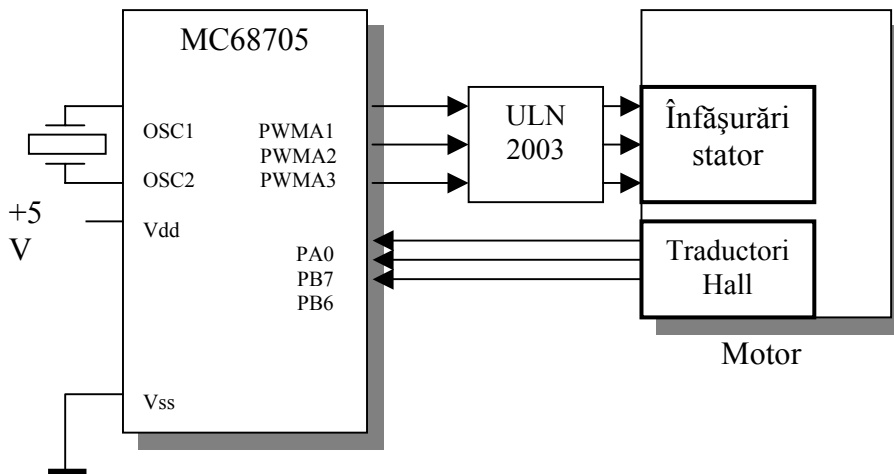 MC68705
OSC1
OSC2
+5
V
Vdd
Vss
PWMA1
PWMA2
PWMA3
PA0
PB7
PB6
ULN
2003
Înfăşurări
stator
Traductori
Hall
Motor